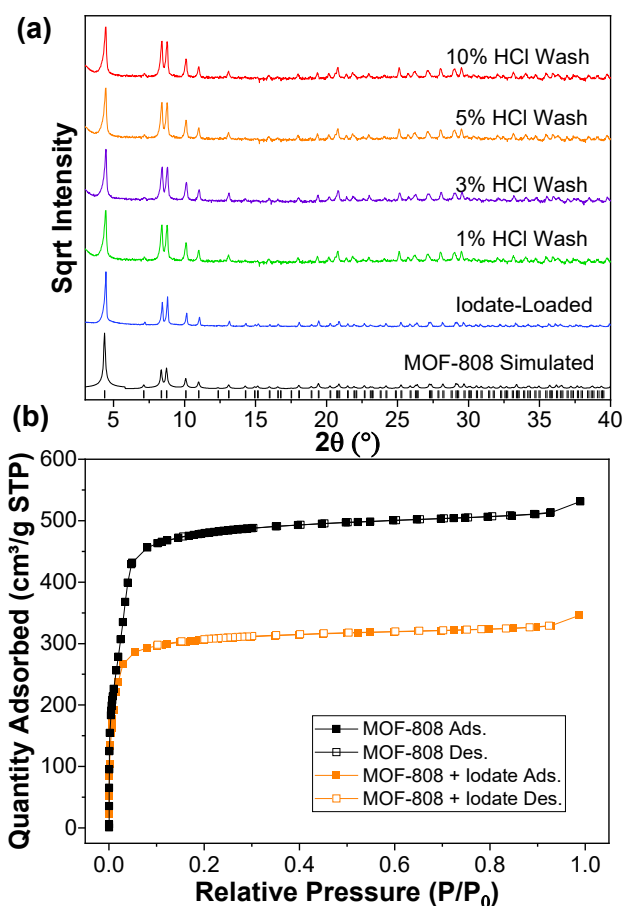 (a)
10% HCl Wash
5% HCl Wash
3% HCl Wash
1% HCl Wash
Iodate-Loaded
MOF-808 Simulated
Sqrt Intensity
5 10 15 20 25 30 35 40
2θ (°)
(b)
600
500
400
300
200
100
0
Quantity Adsorbed (cm³/g STP)
MOF-808 Ads.
MOF-808 Des.
MOF-808 + Iodate Ads.
MOF-808 + Iodate Des.
0.0 0.2 0.4 0.6 0.8 1.0
Relative Pressure (P/P₀)